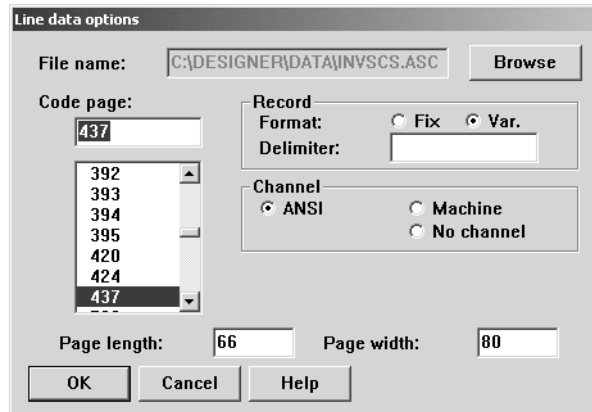 Line data options
File name: C:\DESIGNER\DATA\INVSCS.ASC Browse
Code page:
437
392
393
394
395
420
424
437
Record
Format: Fix Var.
Delimiter:
Channel
ANSI Machine
No channel
Page length: 66 Page width: 80
OK Cancel Help